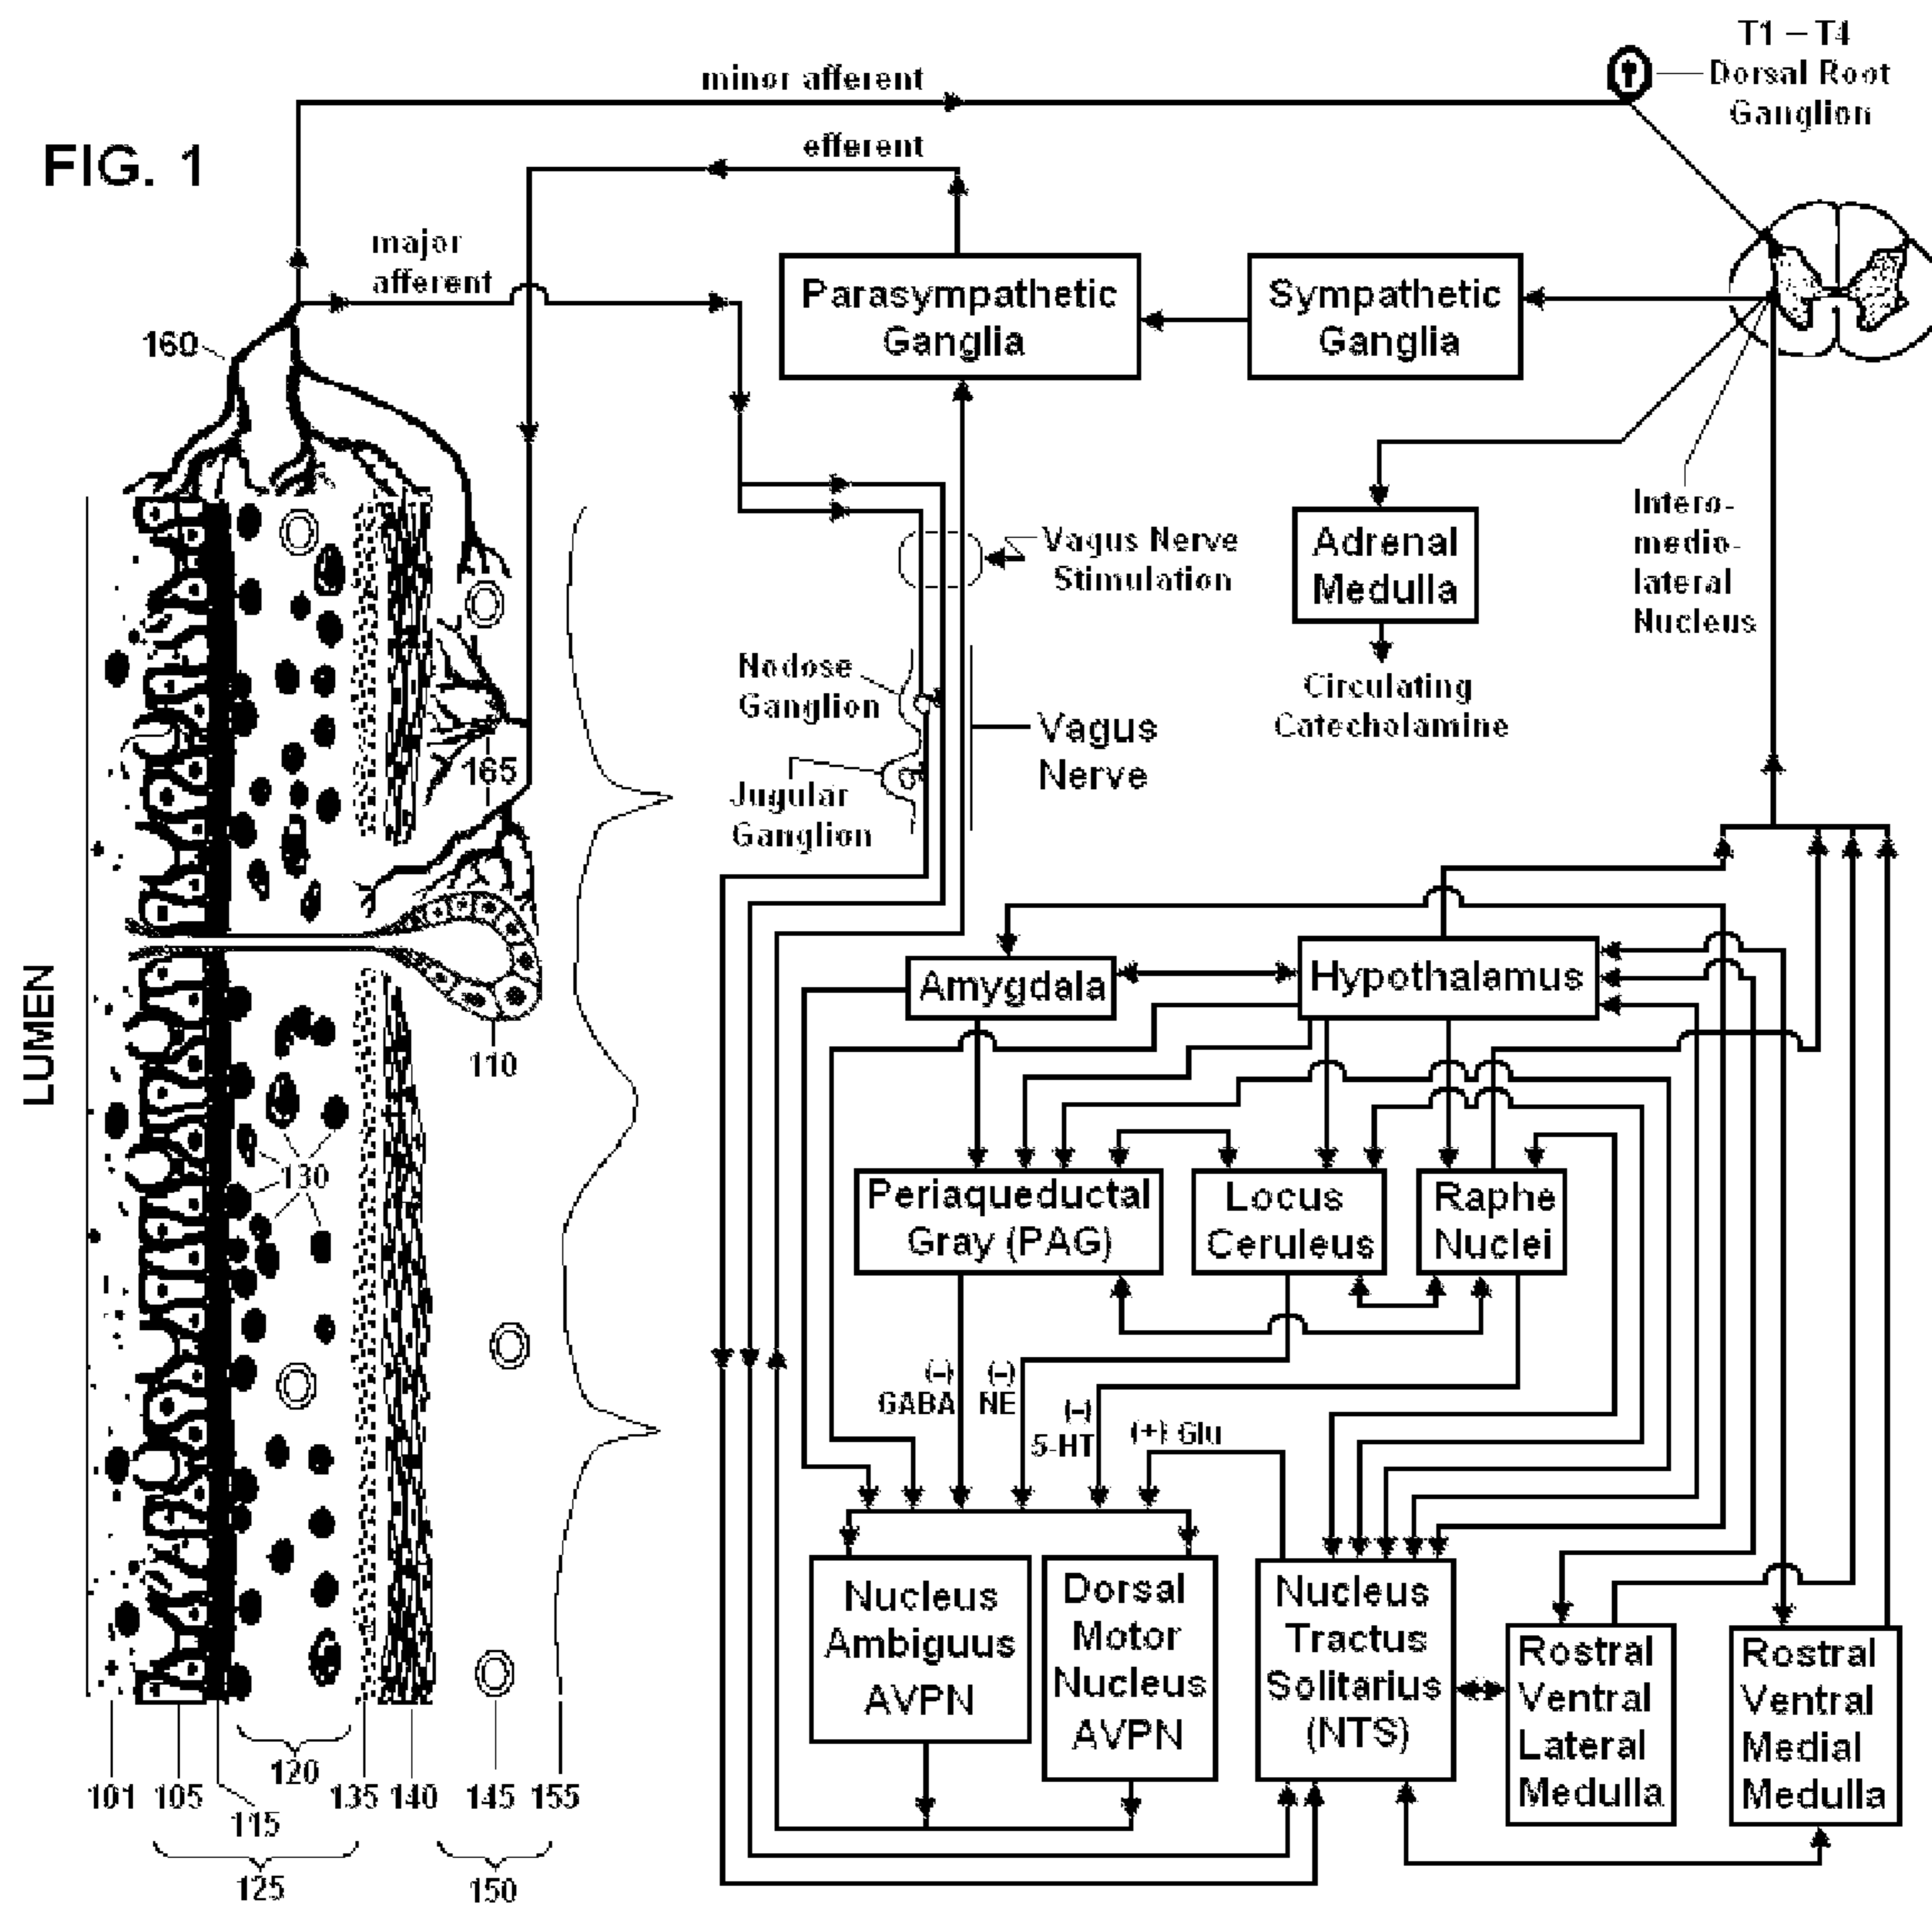 FIG. 1
minor afferent
T1 – T4
Dorsal Root
Ganglion
efferent
major
afferent
160
Parasympathetic
Ganglia
Sympathetic
Ganglia
Intero-
medio-
lateral
Nucleus
Vagus Nerve
Stimulation
Adrenal
Medulla
Circulating
Catecholamine
Nodose
Ganglion
Vagus
Nerve
Jugular
Ganglion
165
LUMEN
110
130
Amygdala
Hypothalamus
Periaqueductal
Gray (PAG)
Locus
Ceruleus
Raphe
Nuclei
(–)
GABA
(–)
NE
(–)
5-HT
(+) Glu
Nucleus
Ambiguus
AVPN
Dorsal
Motor
Nucleus
AVPN
Nucleus
Tractus
Solitarius
(NTS)
Rostral
Ventral
Lateral
Medulla
Rostral
Ventral
Medial
Medulla
120
101 105
115
135 140 145 155
125
150